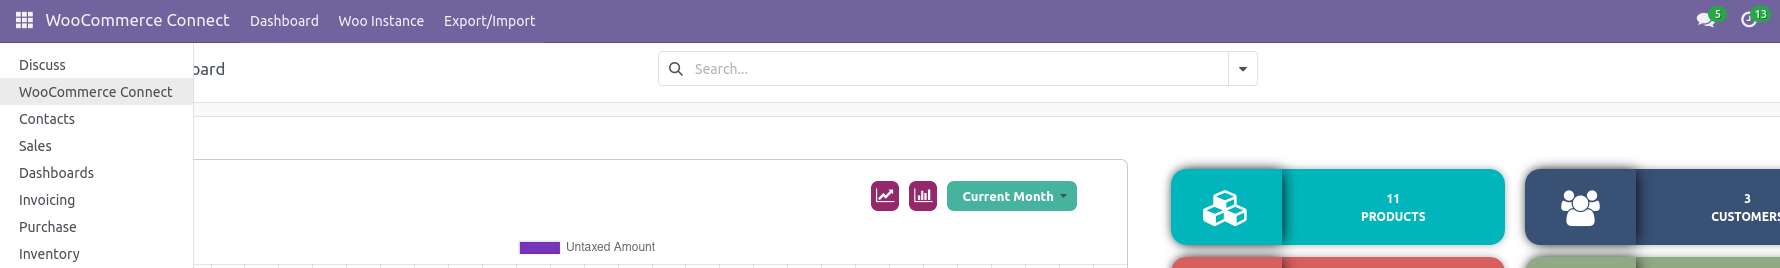 WooCommerce Connect Dashboard Woo Instance Export/Import 5 13
Discuss
WooCommerce Connect
Contacts
Sales
Dashboards
Invoicing
Purchase
Inventory
oard
Search...
Current Month
Untaxed Amount
11
PRODUCTS
3
CUSTOMERS